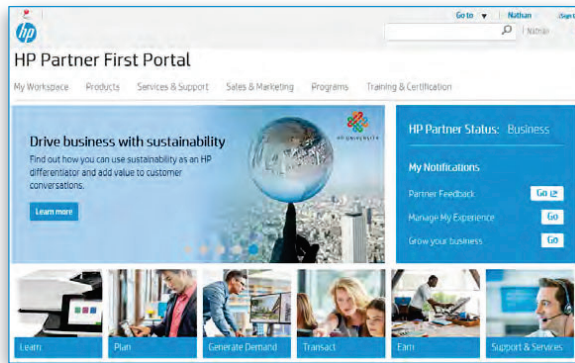 Go to ▼ Nathan
hp
Nathan
HP Partner First Portal
My Workspace Products Services & Support Sales & Marketing Programs Training & Certification
Drive business with sustainability
Find out how you can use sustainability as an HP
differentiator and add value to customer
conversations.
Learn more
HP UNIVERSITY
HP Partner Status: Business
My Notifications
Partner Feedback Go
Manage My Experience Go
Grow your business Go
Learn Plan Generate Demand Transact Earn Support & Services